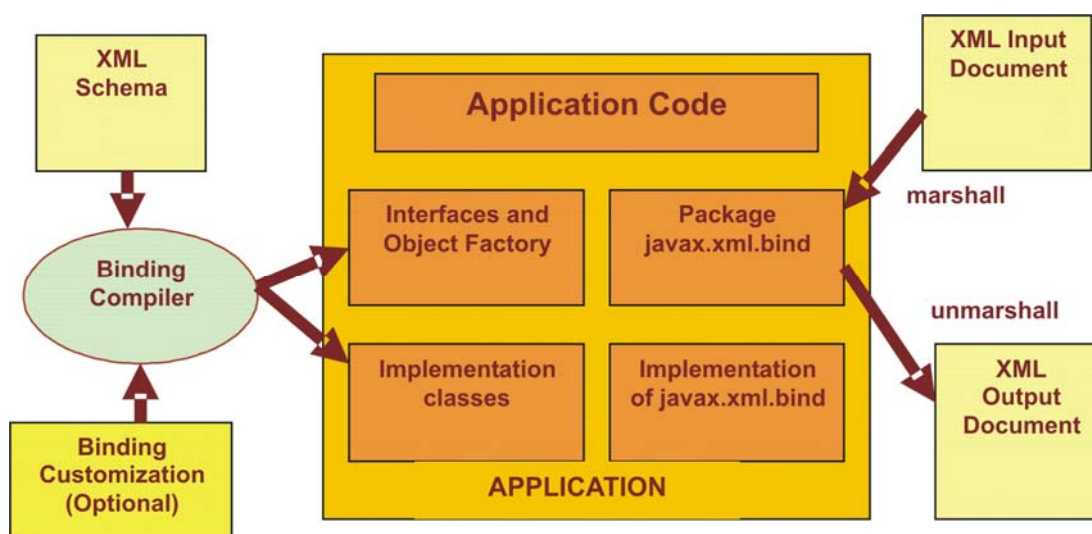 XML
Schema
Binding
Compiler
Binding
Customization
(Optional)
Application Code
Interfaces and
Object Factory
Package
javax.xml.bind
Implementation
classes
Implementation
of javax.xml.bind
APPLICATION
XML Input
Document
marshall
unmarshall
XML
Output
Document